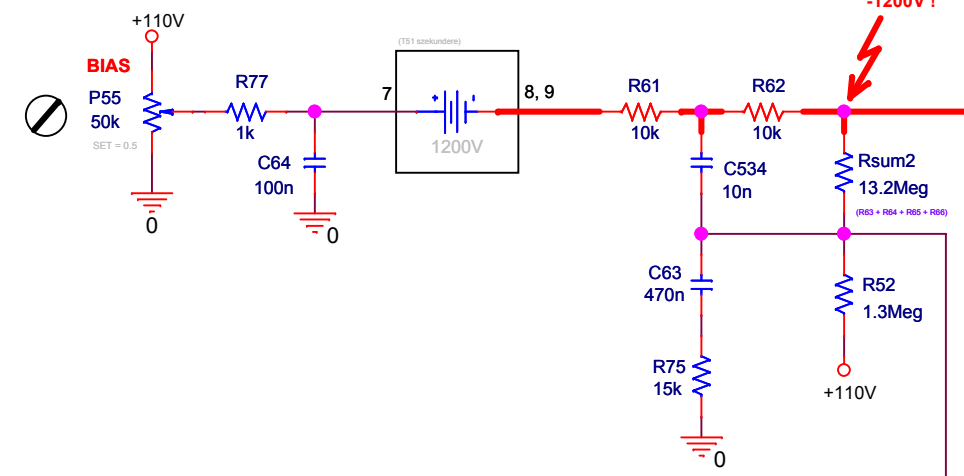 -1200V !
+110V
BIAS
P55
50k
SET = 0.5
0
R77
1k
C64
100n
0
(T51 szekundere)
7
8, 9
1200V
R61
10k
R62
10k
C534
10n
Rsum2
13.2Meg
(R63 + R64 + R65 + R66)
C63
470n
R52
1.3Meg
R75
15k
+110V
0